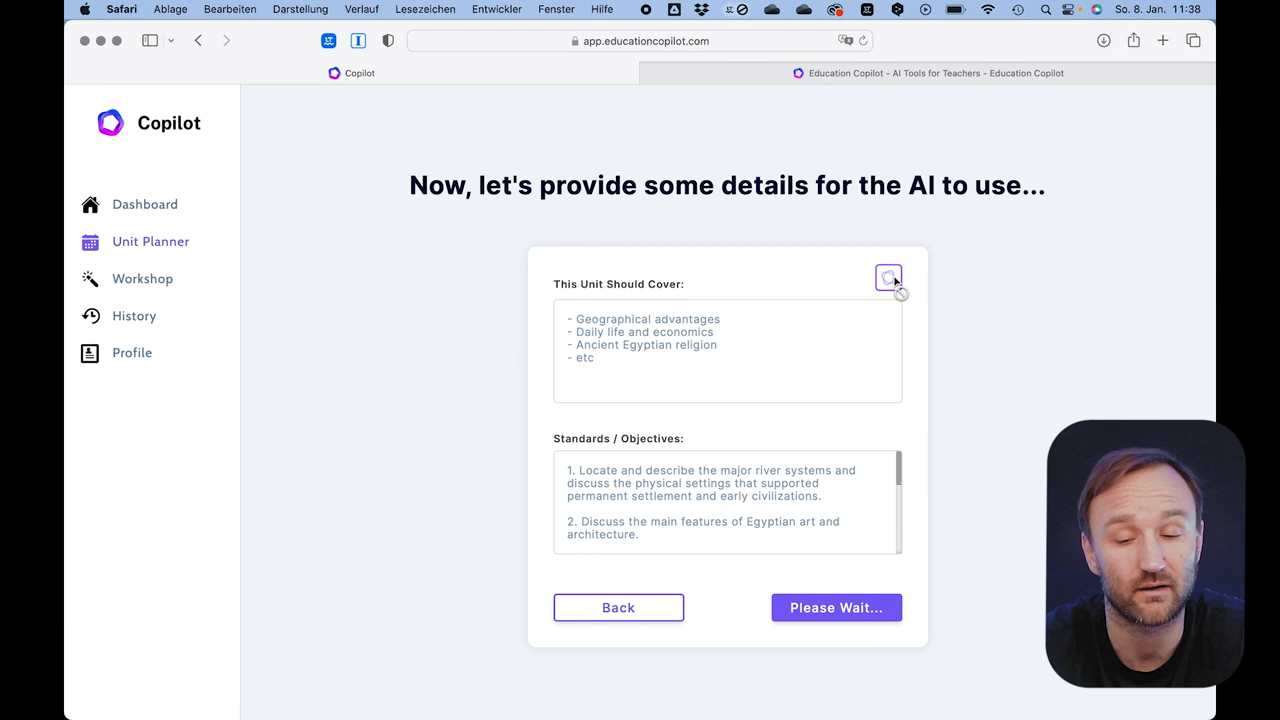 Safari Ablage Bearbeiten Darstellung Verlauf Lesezeichen Entwickler Fenster Hilfe So. 8. Jan. 11:38
app.educationcopilot.com
Copilot
Education Copilot - AI Tools for Teachers - Education Copilot
Copilot
Dashboard
Unit Planner
Workshop
History
Profile
Now, let's provide some details for the AI to use...
This Unit Should Cover:
- Geographical advantages
- Daily life and economics
- Ancient Egyptian religion
- etc
Standards / Objectives:
1. Locate and describe the major river systems and
discuss the physical settings that supported
permanent settlement and early civilizations.
2. Discuss the main features of Egyptian art and
architecture.
Back
Please Wait...